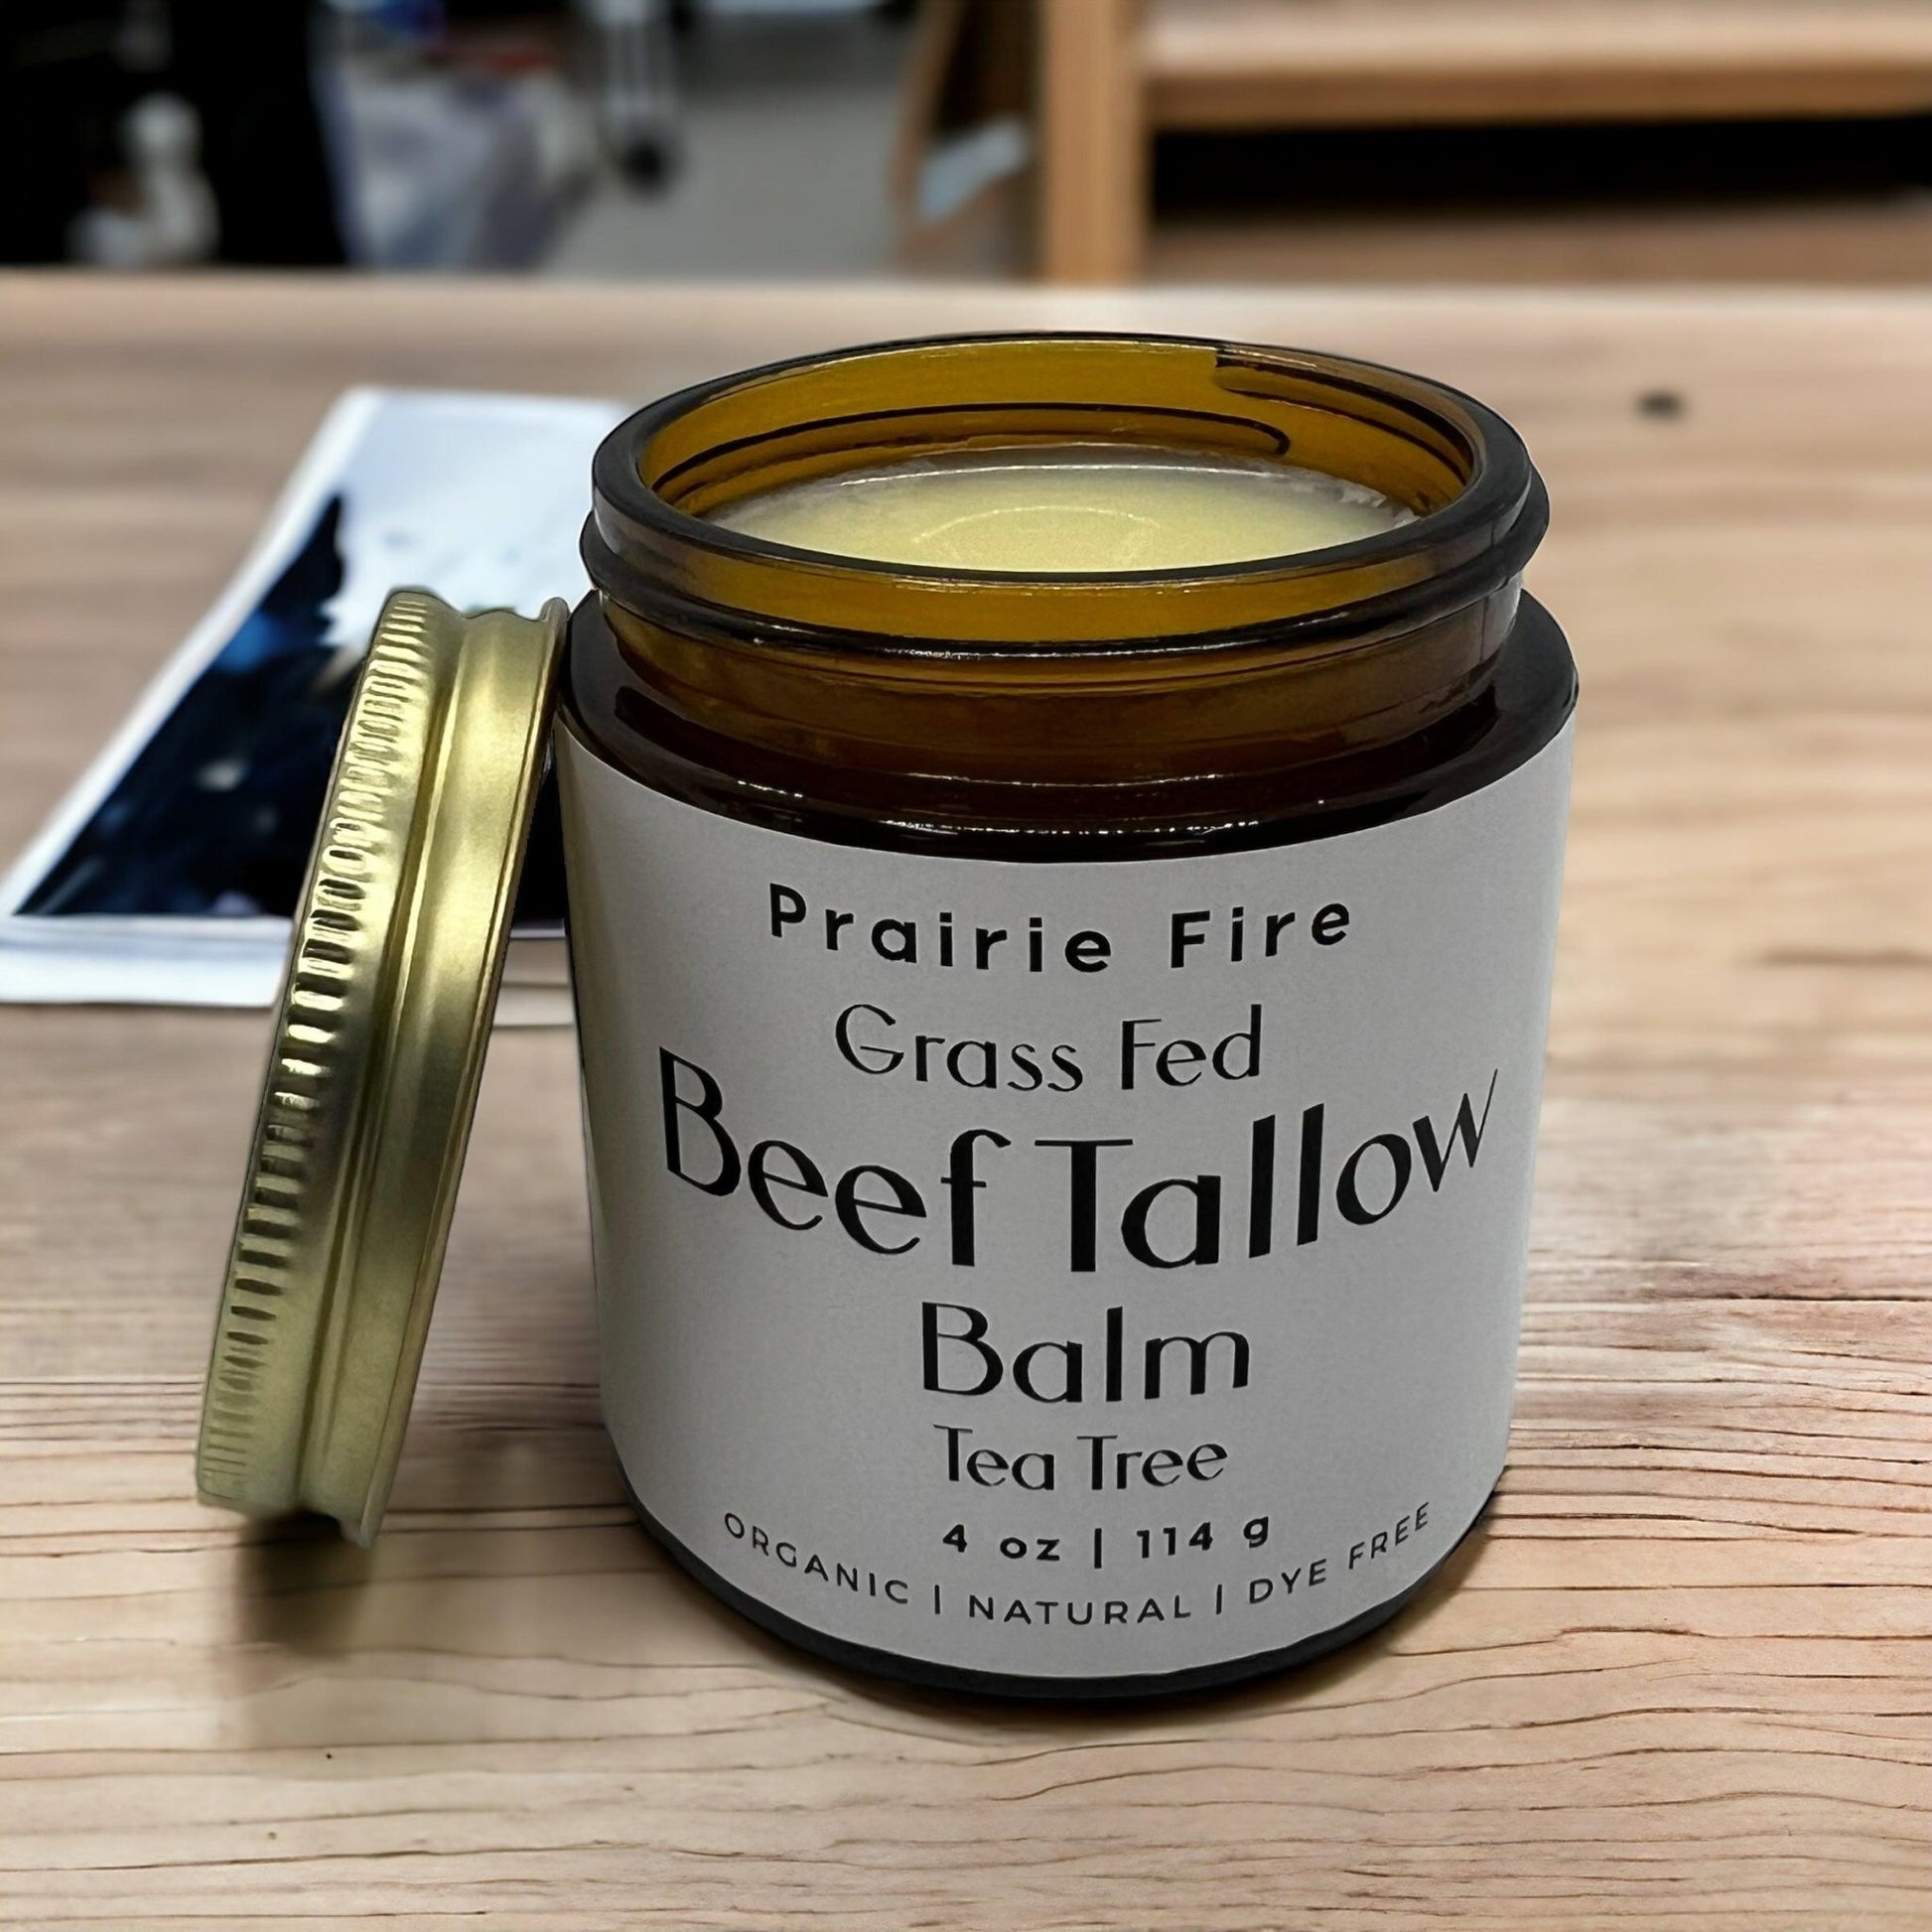 Prairie Fire
Grass Fed
Beef Tallow
Balm
Tea Tree
4 oz | 114 g
ORGANIC | NATURAL | DYE FREE